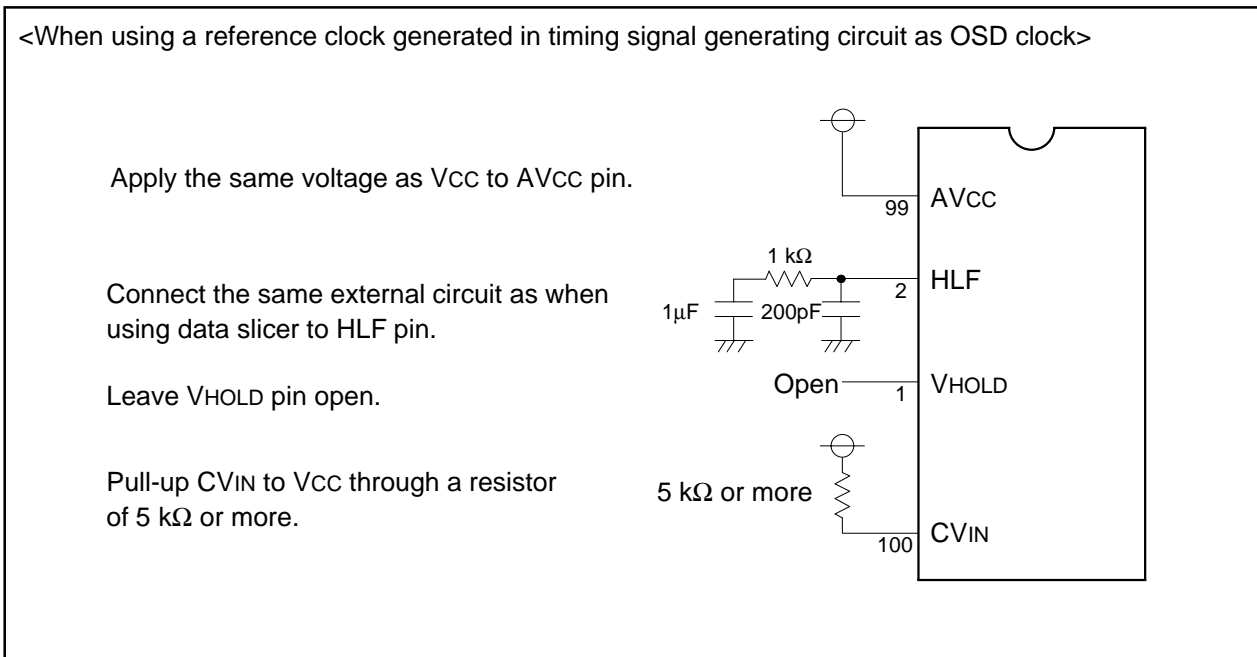 <When using a reference clock generated in timing signal generating circuit as OSD clock>
Apply the same voltage as VCC to AVCC pin.
Connect the same external circuit as when
using data slicer to HLF pin.
Leave VHOLD pin open.
Pull-up CVIN to VCC through a resistor
of 5 kΩ or more.
99 AVCC
1 kΩ
1μF 200pF
2 HLF
Open 1 VHOLD
5 kΩ or more
100 CVIN